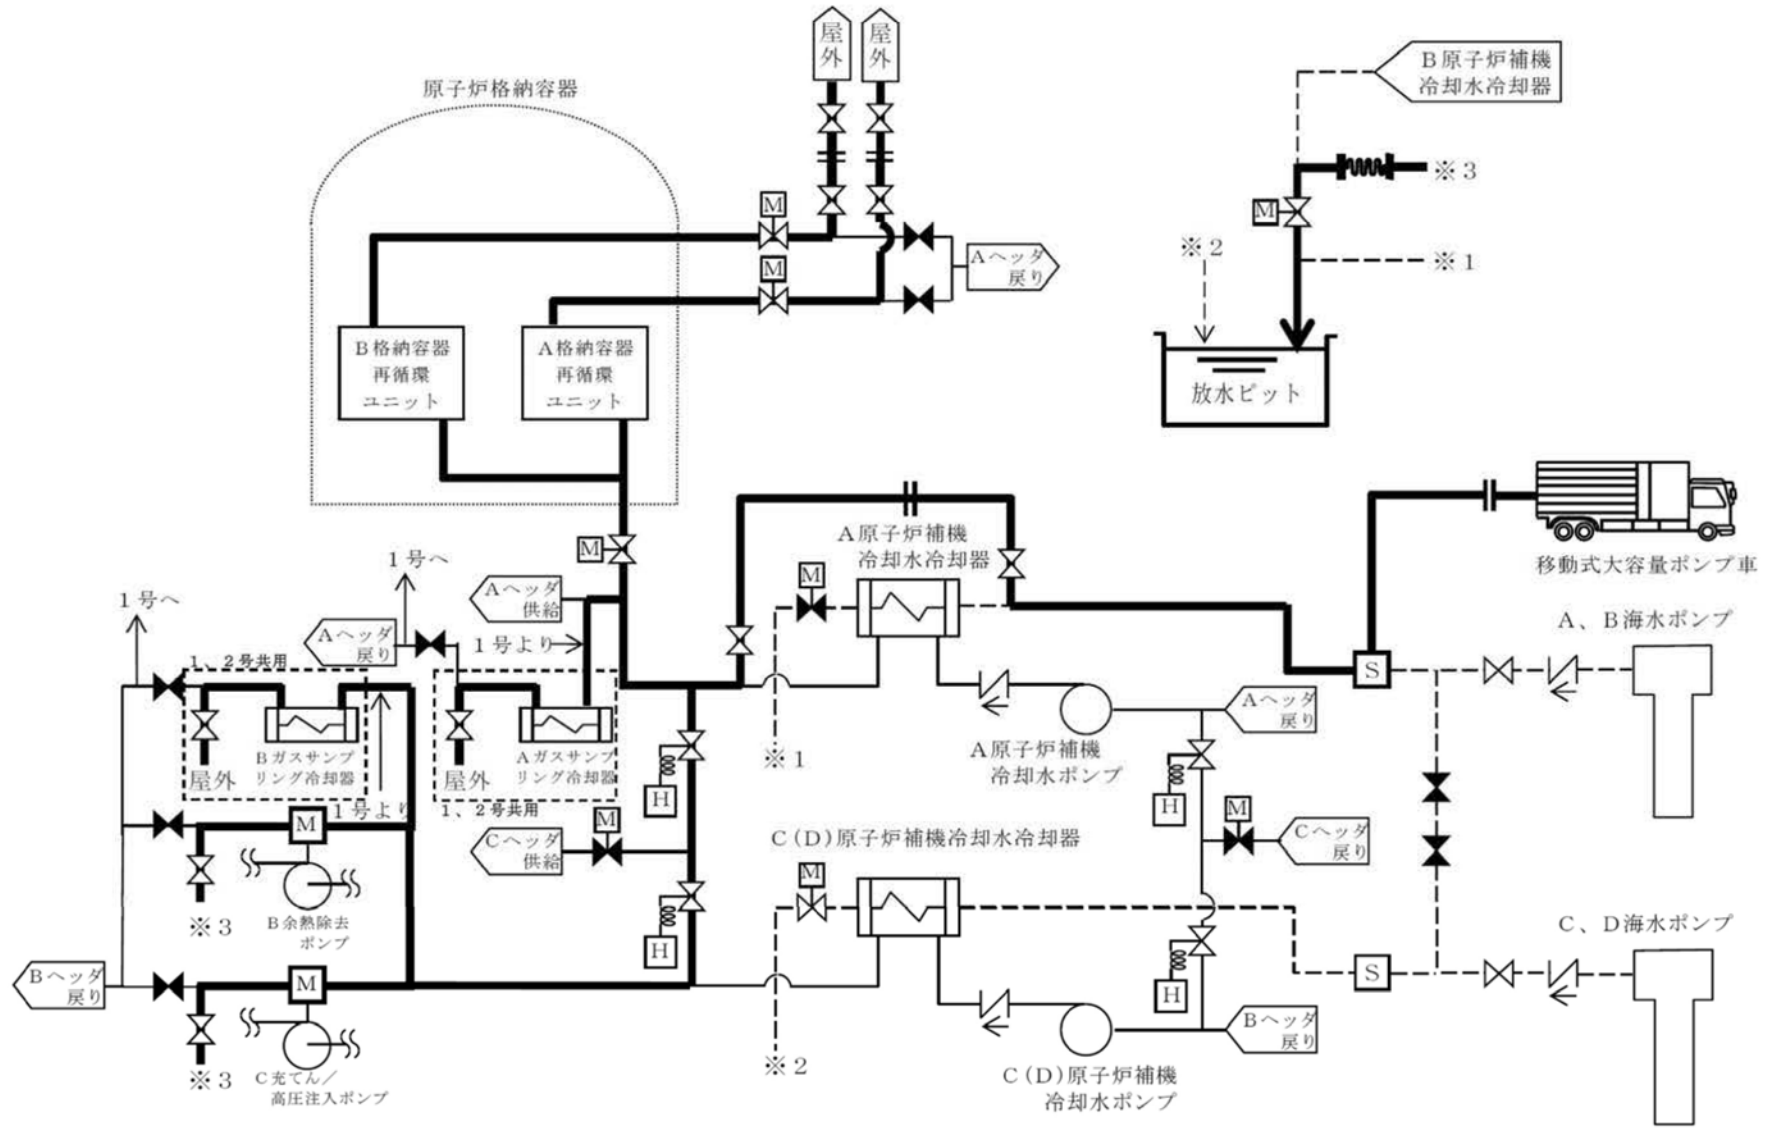 屋
外
屋
外
B原子炉補機
冷却水冷却器
原子炉格納容器
※3
M
M
※2
※1
Aヘッダ
戻り
M
B格納容器
再循環
ユニット
A格納容器
再循環
ユニット
放水ピット
M
A原子炉補機
冷却水冷却器
移動式大容量ポンプ車
1号へ
1号へ
Aヘッダ
供給
M
A、B海水ポンプ
Aヘッダ
戻り
1号より
1、2号共用
S
Aヘッダ
戻り
Bガスサンプ
リング冷却器
屋外
Aガスサンプ
リング冷却器
屋外
※1
A原子炉補機
冷却水ポンプ
H
H
1号より
1、2号共用
M
M
M
Cヘッダ
供給
C(D)原子炉補機冷却水冷却器
Cヘッダ
戻り
M
※3
B余熱除去
ポンプ
H
C、D海水ポンプ
Bヘッダ
戻り
M
H
S
Bヘッダ
戻り
※3
C充てん/
高圧注入ポンプ
※2
C(D)原子炉補機
冷却水ポンプ